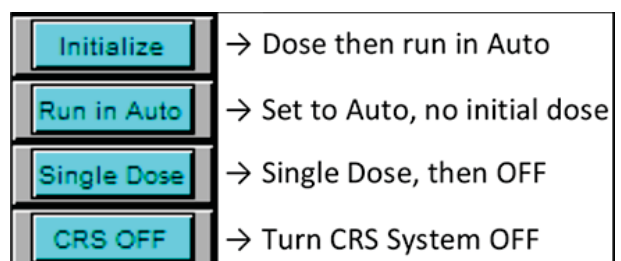 Initialize → Dose then run in Auto
Run in Auto → Set to Auto, no initial dose
Single Dose → Single Dose, then OFF
CRS OFF → Turn CRS System OFF